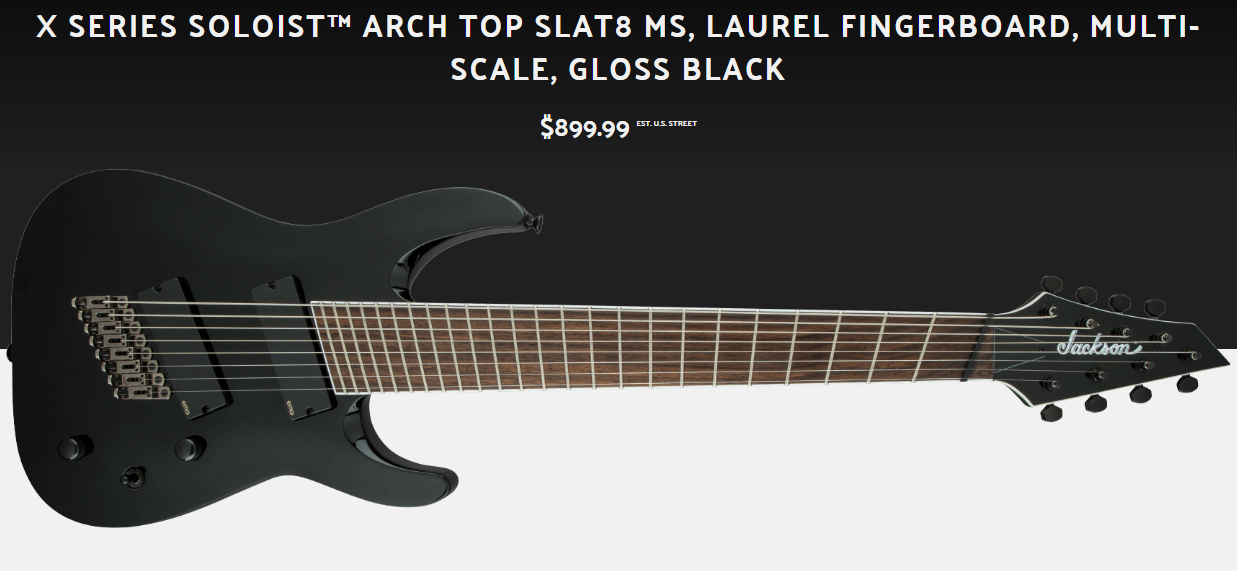 X SERIES SOLOIST™ ARCH TOP SLAT8 MS, LAUREL FINGERBOARD, MULTI-
SCALE, GLOSS BLACK
$899.99 EST. U.S. STREET
Jackson